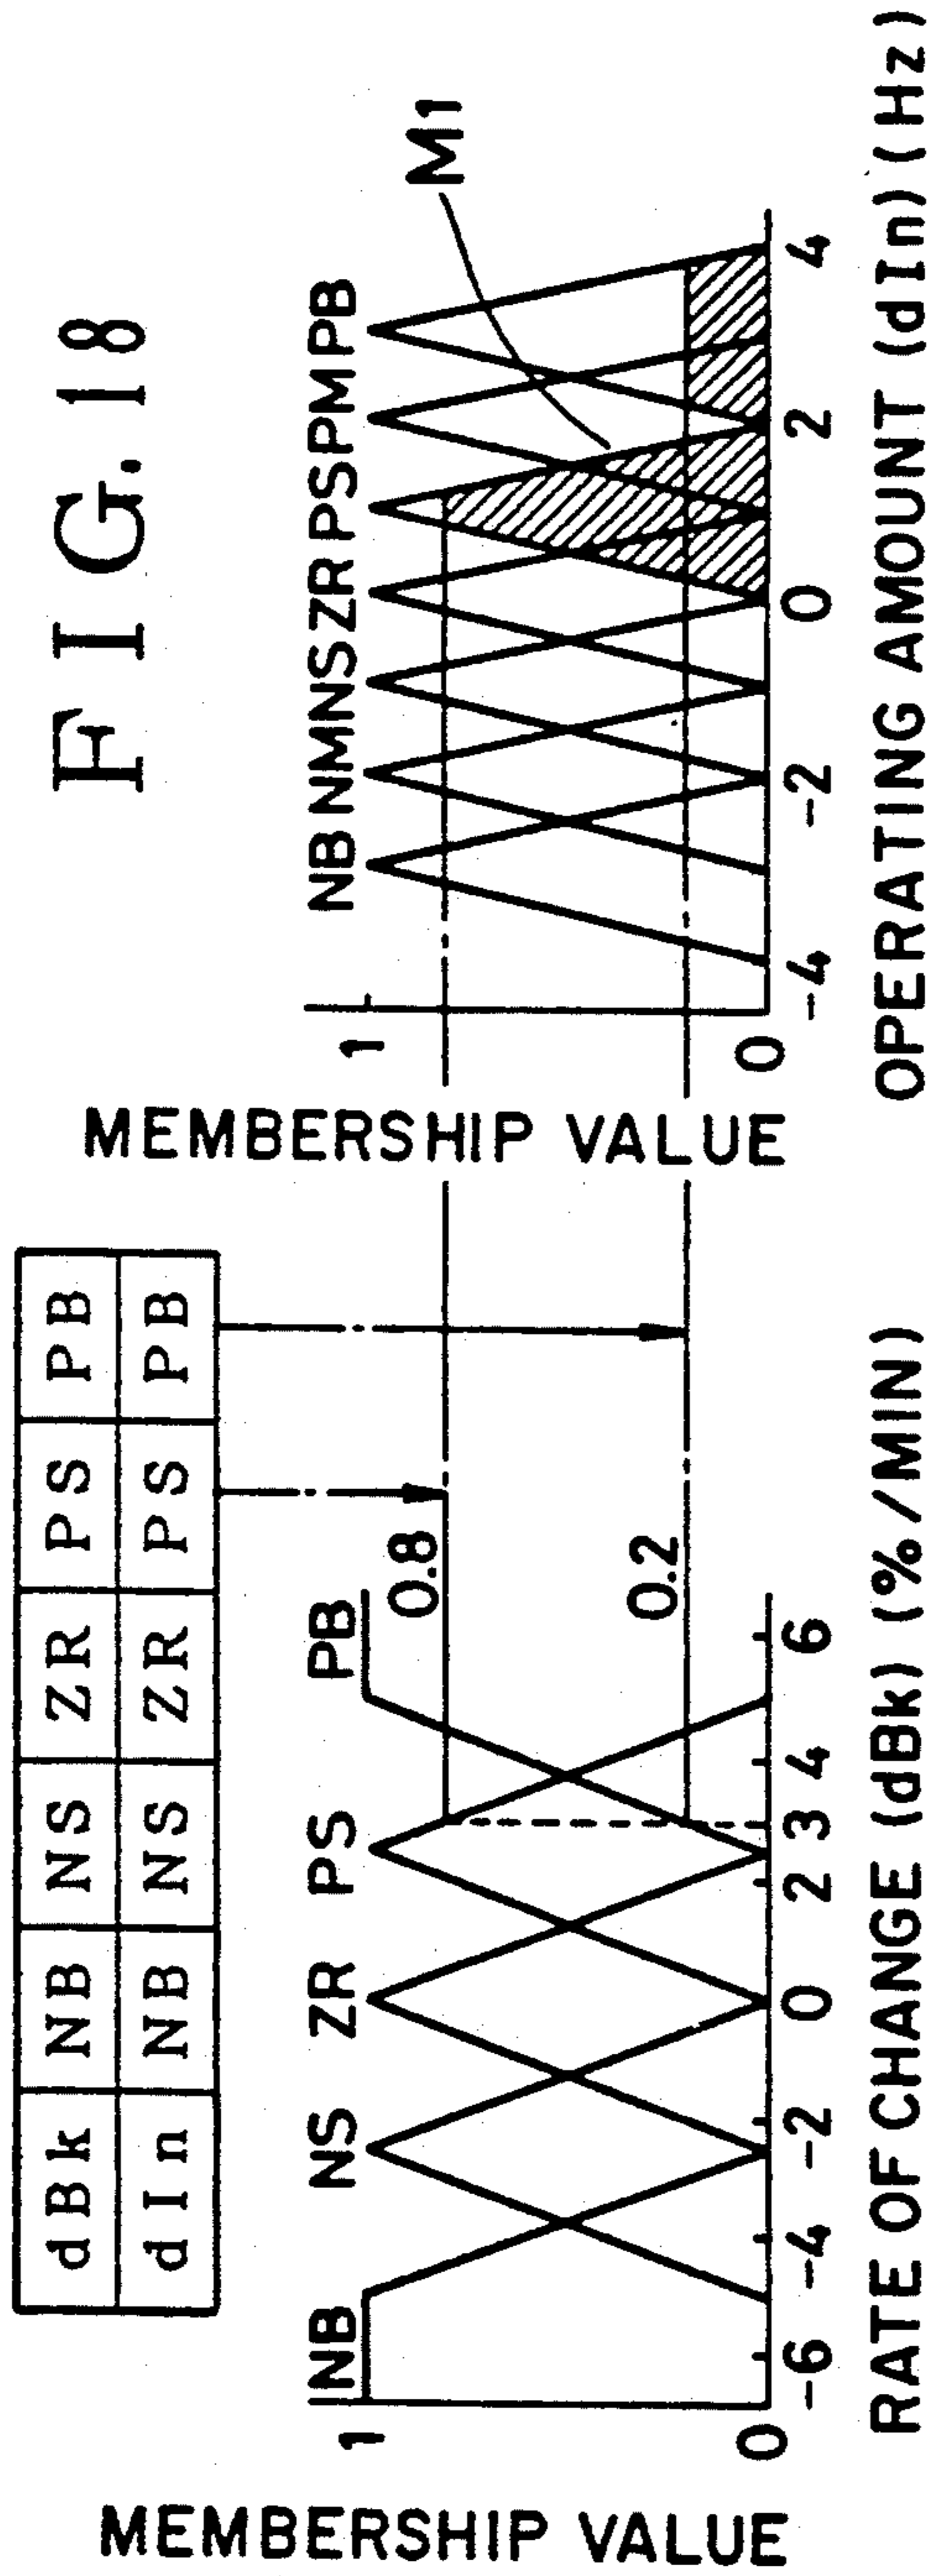 FIG. 18
dBk NB NS ZR PS PB
dIn NB NS ZR PS PB
MEMBERSHIP VALUE
1
0
NB NS ZR PS PB
0.8
0.2
-6 -4 -2 0 2 3 4 6
RATE OF CHANGE (dBk) (%/MIN)
MEMBERSHIP VALUE
1
0
NB NM NS ZR PS PM PB
M1
-4 -2 0 2 4
OPERATING AMOUNT (dIn) (Hz)